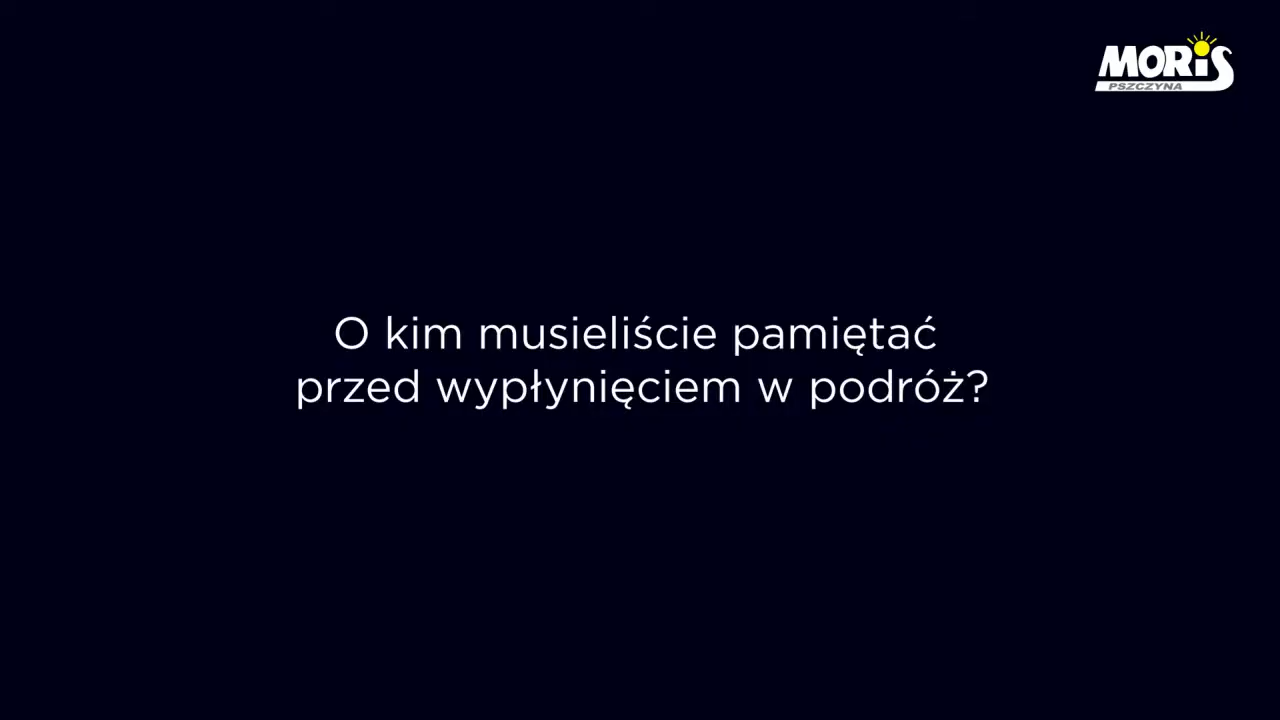 MORiS
PSZCZYNA
O kim musieliście pamiętać
przed wypłynięciem w podróż?